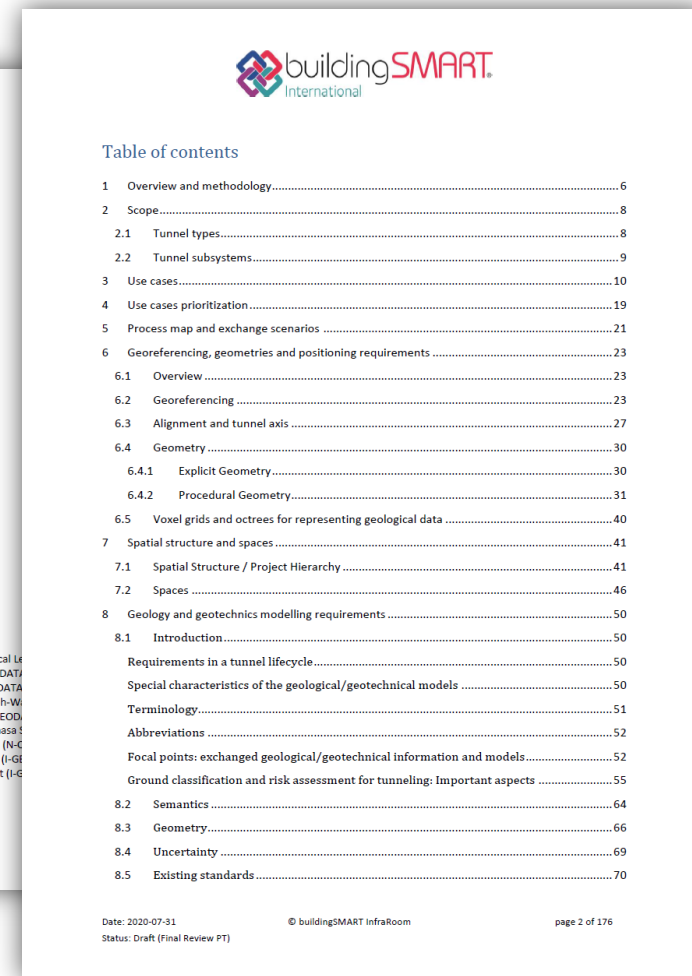 buildingSMART
International
Table of contents
1 Overview and methodology 6
2 Scope 8
2.1 Tunnel types 8
2.2 Tunnel subsystems 9
3 Use cases 10
4 Use cases prioritization 19
5 Process map and exchange scenarios 21
6 Georeferencing, geometries and positioning requirements 23
6.1 Overview 23
6.2 Georeferencing 23
6.3 Alignment and tunnel axis 27
6.4 Geometry 30
6.4.1 Explicit Geometry 30
6.4.2 Procedural Geometry 31
6.5 Voxel grids and octrees for representing geological data 40
7 Spatial structure and spaces 41
7.1 Spatial Structure / Project Hierarchy 41
7.2 Spaces 46
8 Geology and geotechnics modelling requirements 50
8.1 Introduction 50
Requirements in a tunnel lifecycle 50
Special characteristics of the geological/geotechnical models 50
Terminology 51
Abbreviations 52
Focal points: exchanged geological/geotechnical information and models 52
Ground classification and risk assessment for tunneling: Important aspects 55
8.2 Semantics 64
8.3 Geometry 66
8.4 Uncertainty 69
8.5 Existing standards 70
Date: 2020-07-31 © buildingSMART InfraRoom page 2 of 176
Status: Draft (Final Review PT)